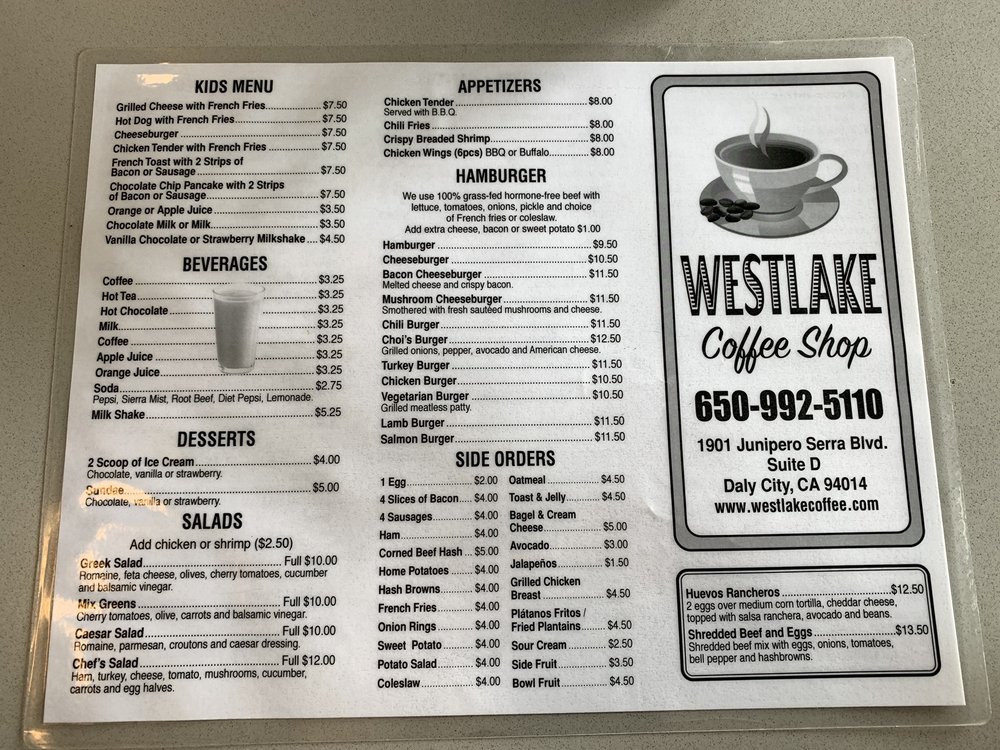 KIDS MENU
Grilled Cheese with French Fries.................. $7.50
Hot Dog with French Fries........................... $7.50
Cheeseburger ............................................. $7.50
Chicken Tender with French Fries ................ $7.50
French Toast with 2 Strips of
Bacon or Sausage....................................... $7.50
Chocolate Chip Pancake with 2 Strips
of Bacon or Sausage.................................... $7.50
Orange or Apple Juice ................................. $3.50
Chocolate Milk or Milk.................................. $3.50
Vanilla Chocolate or Strawberry Milkshake .... $4.50
BEVERAGES
Coffee ........................................ $3.25
Hot Tea ....................................... $3.25
Hot Chocolate .............................. $3.25
Milk............................................. $3.25
Coffee ......................................... $3.25
Apple Juice .................................. $3.25
Orange Juice................................ $3.25
Soda............................................ $2.75
Pepsi, Sierra Mist, Root Beef, Diet Pepsi, Lemonade.
Milk Shake................................... $5.25
DESSERTS
2 Scoop of Ice Cream........................... $4.00
Chocolate, vanilla or strawberry.
Sundae................................................ $5.00
Chocolate, vanilla or strawberry.
SALADS
Add chicken or shrimp ($2.50)
Greek Salad................................ Full $10.00
Romaine, feta cheese, olives, cherry tomatoes, cucumber
and balsamic vinegar.
Mix Greens ................................. Full $10.00
Cherry tomatoes, olive, carrots and balsamic vinegar.
Caesar Salad............................... Full $10.00
Romaine, parmesan, croutons and caesar dressing.
Chef's Salad................................ Full $12.00
Ham, turkey, cheese, tomato, mushrooms, cucumber,
carrots and egg halves.
APPETIZERS
Chicken Tender ................................. $8.00
Served with B.B.Q.
Chili Fries ......................................... $8.00
Crispy Breaded Shrimp........................ $8.00
Chicken Wings (6pcs) BBQ or Buffalo............ $8.00
HAMBURGER
We use 100% grass-fed hormone-free beef with
lettuce, tomatoes, onions, pickle and choice
of French fries or coleslaw.
Add extra cheese, bacon or sweet potato $1.00
Hamburger ........................................ $9.50
Cheeseburger .................................... $10.50
Bacon Cheeseburger ........................... $11.50
Melted cheese and crispy bacon.
Mushroom Cheeseburger ..................... $11.50
Smothered with fresh sautéed mushrooms and cheese.
Chili Burger ....................................... $11.50
Choi's Burger..................................... $12.50
Grilled onions, pepper, avocado and American cheese.
Turkey Burger .................................... $11.50
Chicken Burger................................... $10.50
Vegetarian Burger ............................... $10.50
Grilled meatless patty.
Lamb Burger ...................................... $11.50
Salmon Burger.................................... $11.50
SIDE ORDERS
1 Egg............................ $2.00
4 Slices of Bacon..... $4.00
4 Sausages............. $4.00
Ham........................ $4.00
Corned Beef Hash ... $5.00
Home Potatoes ....... $4.00
Hash Browns........... $4.00
French Fries............ $4.00
Onion Rings ............ $4.00
Sweet Potato ......... $4.00
Potato Salad ........... $4.00
Coleslaw................. $4.00
Oatmeal .................. $4.50
Toast & Jelly........... $4.50
Bagel & Cream
Cheese.................... $5.00
Avocado.................. $3.00
Jalapeños................ $1.50
Grilled Chicken
Breast .................... $4.50
Plátanos Fritos /
Fried Plantains........ $4.50
Sour Cream ............. $2.50
Side Fruit ................ $3.50
Bowl Fruit ............... $4.50
WESTLAKE
Coffee Shop
650-992-5110
1901 Junipero Serra Blvd.
Suite D
Daly City, CA 94014
www.westlakecoffee.com
Huevos Rancheros ..........................$12.50
2 eggs over medium corn tortilla, cheddar cheese,
topped with salsa ranchera, avocado and beans.
Shredded Beef and Eggs....................$13.50
Shredded beef mix with eggs, onions, tomatoes,
bell pepper and hashbrowns.